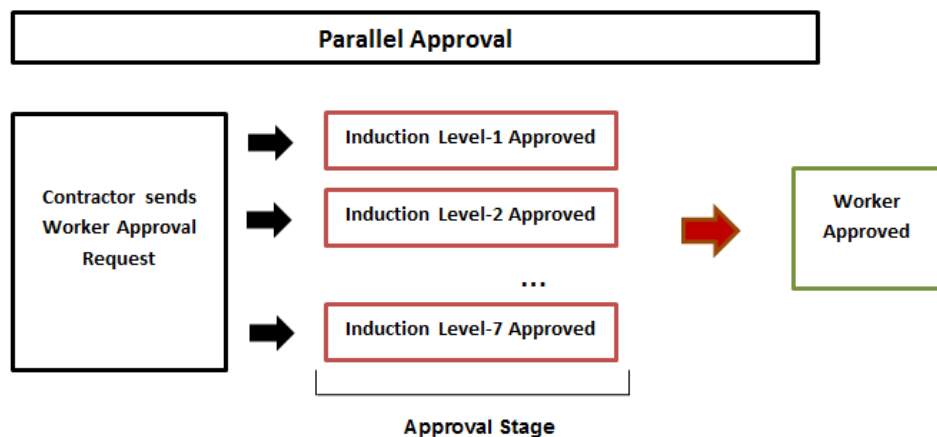 Parallel Approval
Contractor sends
Worker Approval
Request
Induction Level-1 Approved
Induction Level-2 Approved
...
Induction Level-7 Approved
Approval Stage
Worker
Approved